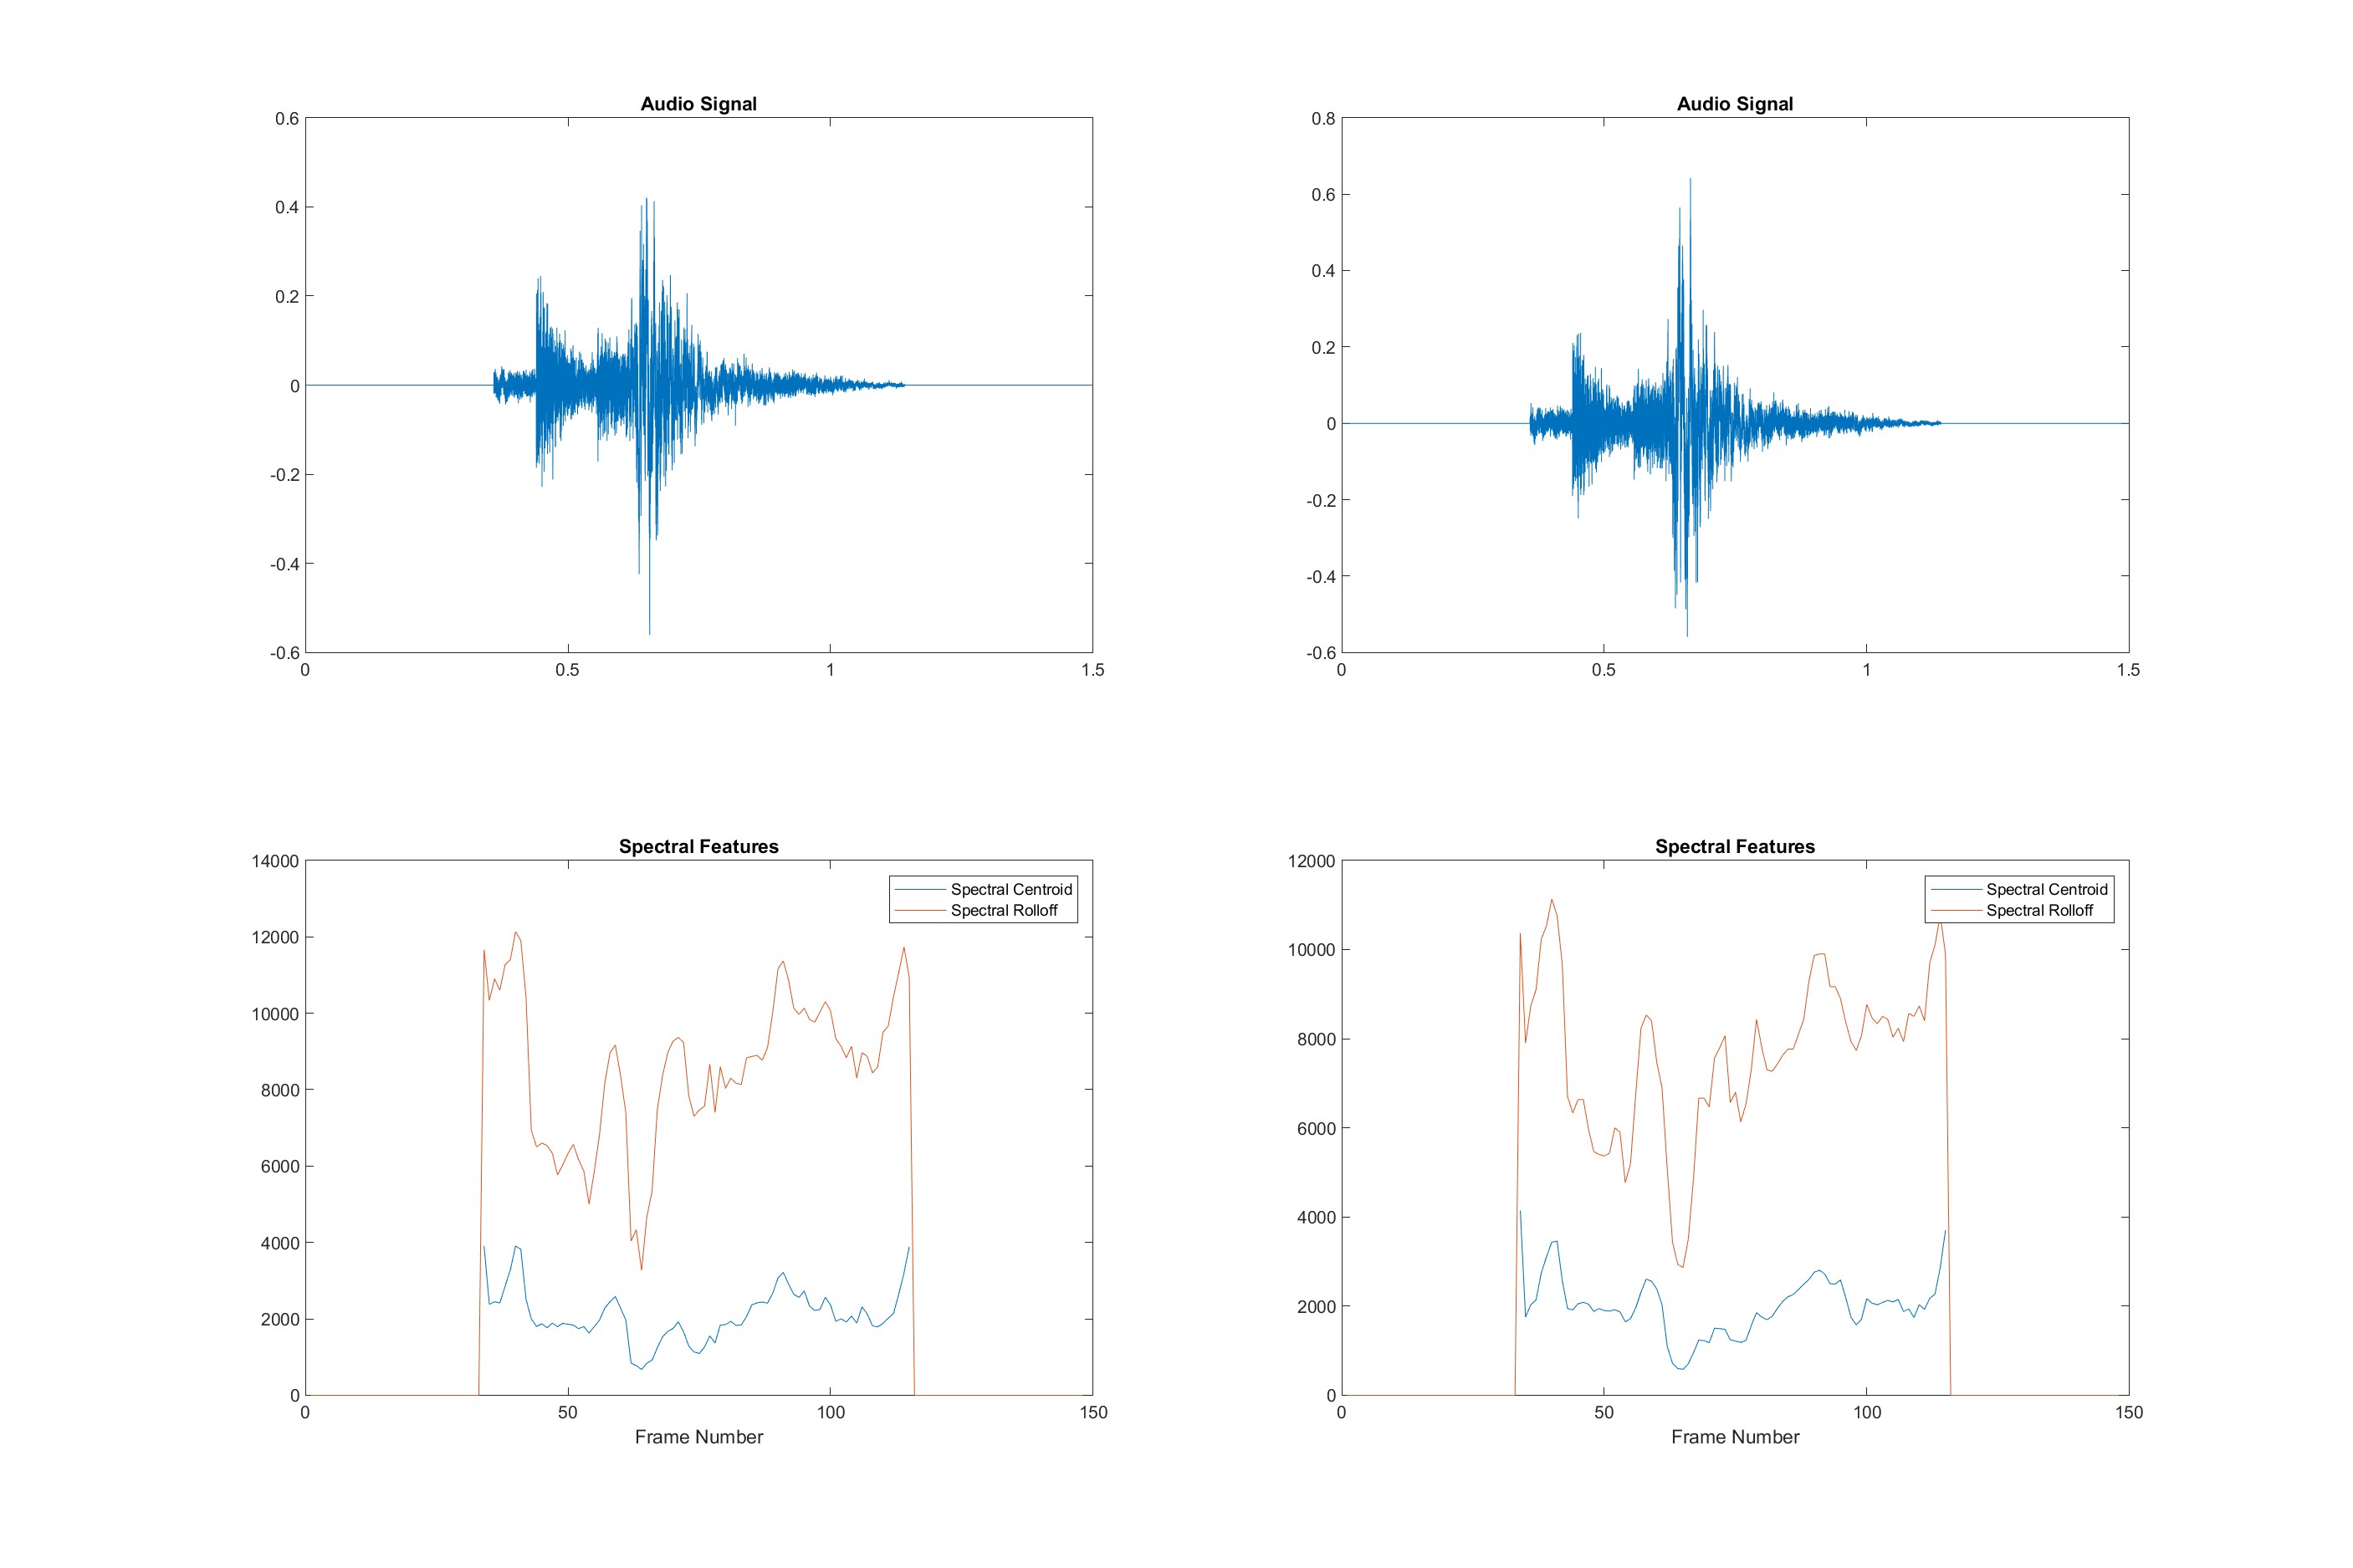 Audio Signal
0.6
0.4
0.2
0
-0.2
-0.4
-0.6
0 0.5 1 1.5
Audio Signal
0.8
0.6
0.4
0.2
0
-0.2
-0.4
-0.6
0 0.5 1 1.5
Spectral Features
14000
12000
10000
8000
6000
4000
2000
0
Spectral Centroid
Spectral Rolloff
0 50 100 150
Frame Number
Spectral Features
12000
10000
8000
6000
4000
2000
0
Spectral Centroid
Spectral Rolloff
0 50 100 150
Frame Number